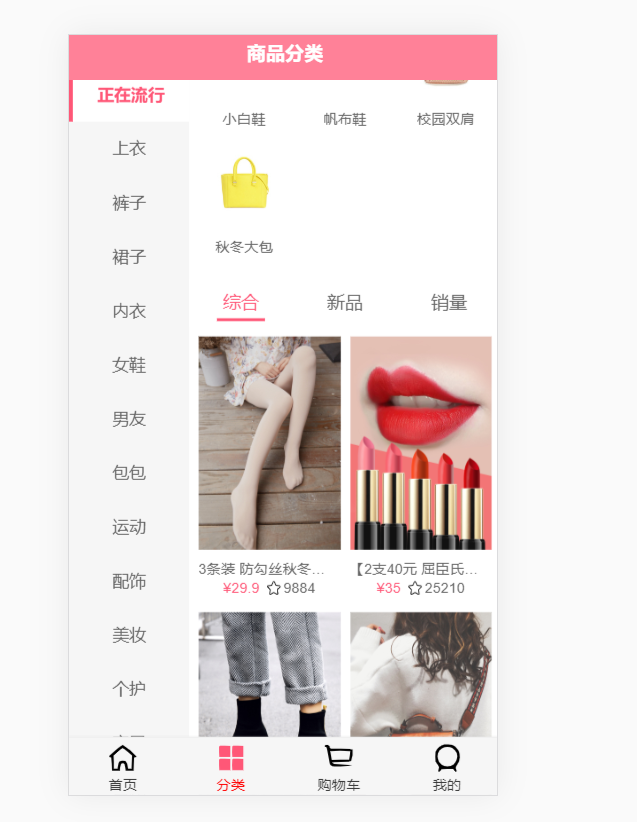 商品分类
正在流行
上衣
裤子
裙子
内衣
女鞋
男友
包包
运动
配饰
美妆
个护
小白鞋 帆布鞋 校园双肩
秋冬大包
综合 新品 销量
3条装 防勾丝秋冬...
¥29.9 9884
【2支40元 屈臣氏...
¥35 25210
首页 分类 购物车 我的